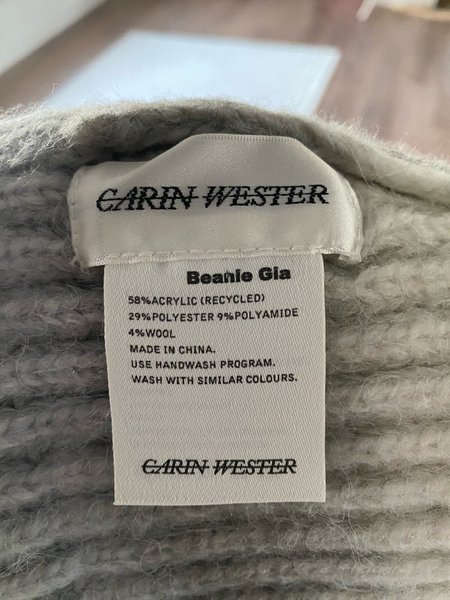 CARIN WESTER
Beanie Gia
58%ACRYLIC (RECYCLED)
29%POLYESTER 9%POLYAMIDE
4%WOOL
MADE IN CHINA.
USE HANDWASH PROGRAM.
WASH WITH SIMILAR COLOURS.
CARIN WESTER